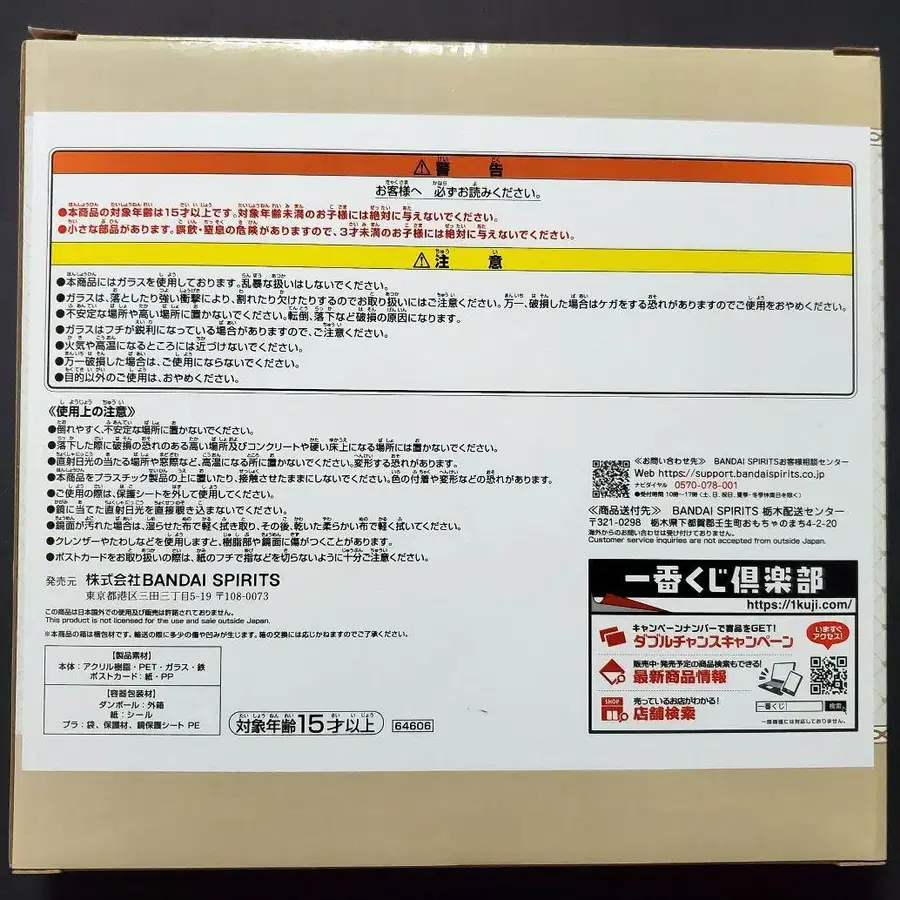 ⚠警告
お客様へ 必ずお読みください。
●本商品の対象年齢は15才以上です。対象年齢未満のお子様には絶対に与えないでください。
●小さな部品があります。誤飲・窒息の危険がありますので、3才未満のお子様には絶対に与えないでください。
⚠注意
●本商品にはガラスを使用しております。乱暴な扱いはしないでください。
●ガラスは、落としたり強い衝撃により、割れたり欠けたりするのでお取り扱いにはご注意ください。万一、破損した場合はケガをする恐れがありますのでご使用をおやめください。
●不安定な場所や高い場所に置かないでください。転倒、落下など破損の原因になります。
●ガラスはフチが鋭利になっている場合がありますので、ご注意ください。
●火気や高温になるところには近づけないでください。
●万一破損した場合は、ご使用にならないでください。
●目的以外のご使用は、おやめください。
《使用上の注意》
●倒れやすく、不安定な場所に置かないでください。
●落下した際に破損の恐れのある高い場所及びコンクリートや硬い床上になる場所には置かないでください。
●直射日光の当たる場所や窓際など、高温になる所に置かないでください。変形する恐れがあります。
●本商品をプラスチック製品の上に置いたり、接触させたままにしないでください。色の付着や変形などの恐れがあります。
●ご使用の際は、保護シートを外して使用してください。
●鏡に当てた直射日光を直接覗き込まないでください。
●鏡面が汚れた場合は、湿らせた布で軽く拭き取り、その後、乾いた柔らかい布で軽く拭いてください。
●クレンザーやたわしなどを使用しますと、樹脂部や鏡面に傷がつくことがあります。
●ポストカードをお取り扱いの際は、紙のフチで指などを切らないように十分ご注意ください。
発売元 株式会社BANDAI SPIRITS
東京都港区三田三丁目5-19 〒108-0073
この商品は日本国外での使用及び販売は許諾されておりません。
This product is not licensed for the use and sale outside Japan.
※本商品の箱は梱包材です。輸送の際に多少の傷や凹みが生じます。箱の交換には応じかねますのでご了承ください。
【製品素材】
本体:アクリル樹脂・PET・ガラス・鉄
ポストカード:紙・PP
【容器包装材】
ダンボール:外箱
紙:シール
プラ:袋、保護材、鏡保護シート PE
対象年齢15才以上
64606
≪お問い合わせ先≫ BANDAI SPIRITSお客様相談センター
Web https://support.bandaispirits.co.jp
ナビダイヤル 0570-078-001
●受付時間 10時〜17時(土、日、祝日、夏季・冬季休業日を除く)
≪商品送付先≫ BANDAI SPIRITS 栃木配送センター
〒321-0298 栃木県下都賀郡壬生町おもちゃのまち4-2-20
海外からのお問い合わせは受け付けておりません。
Customer service inquiries are not accepted from outside Japan.
一番くじ倶楽部
https://1kuji.com/
キャンペーンナンバーで賞品をGET!
ダブルチャンスキャンペーン
いますぐアクセス!
販売中・発売予定の商品検索もできる!
最新商品情報
SHOP
売っているお店がわかる!
店舗検索
一番くじ 検索
一部機種には対応しておりません。